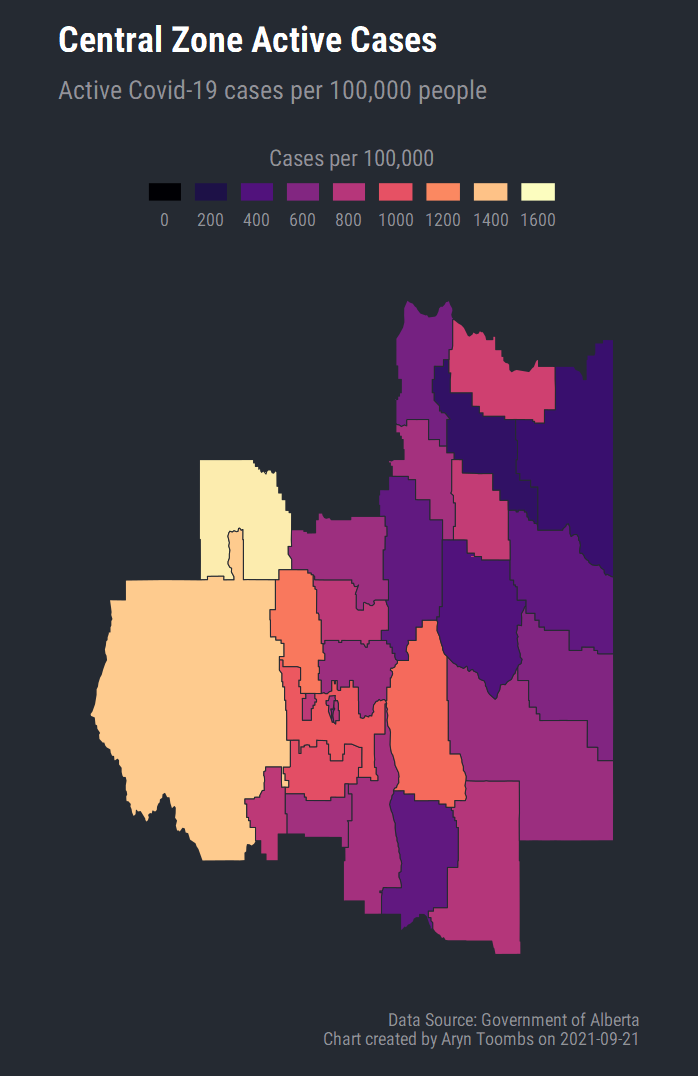 Central Zone Active Cases
Active Covid-19 cases per 100,000 people
Cases per 100,000
0 200 400 600 800 1000 1200 1400 1600
Data Source: Government of Alberta
Chart created by Aryn Toombs on 2021-09-21